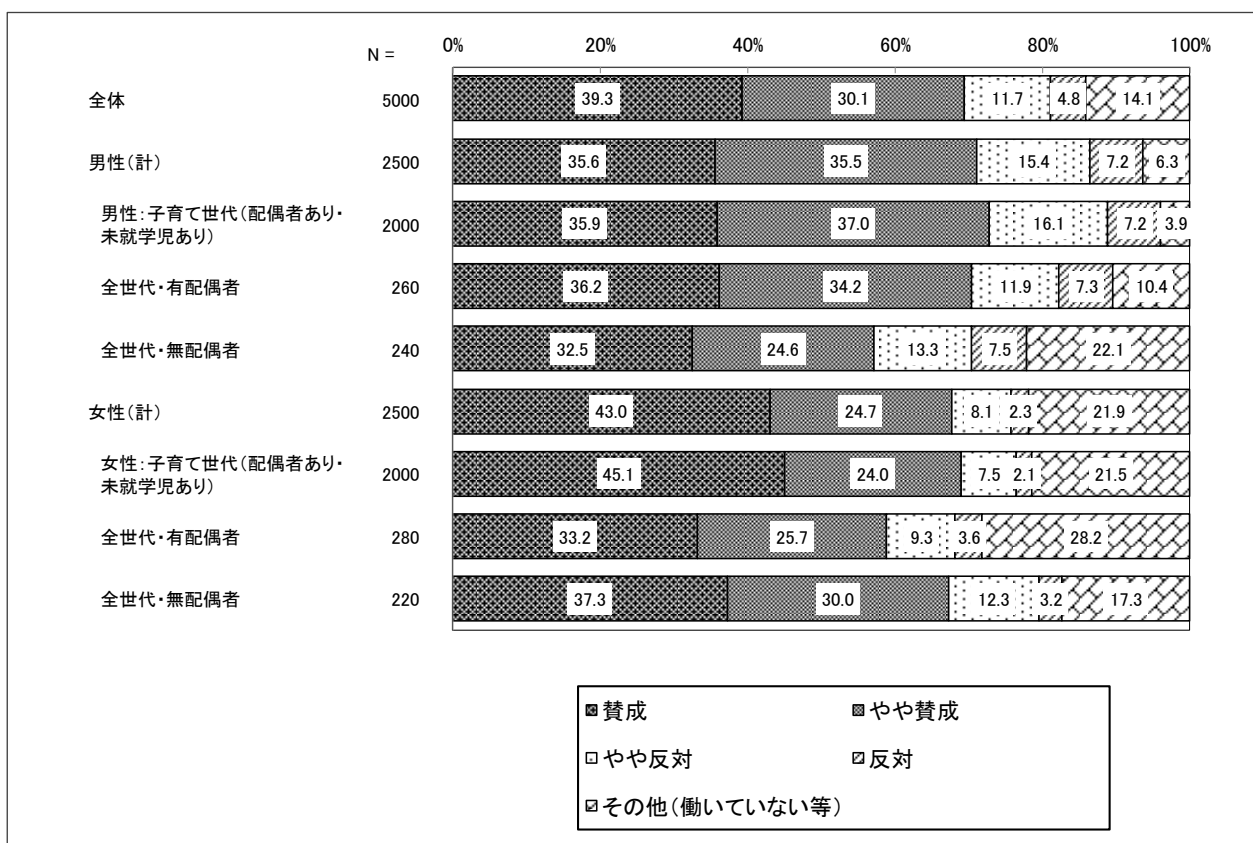 N =
0% 20% 40% 60% 80% 100%
全体 5000 39.3 30.1 11.7 4.8 14.1
男性(計) 2500 35.6 35.5 15.4 7.2 6.3
男性:子育て世代(配偶者あり・
未就学児あり) 2000 35.9 37.0 16.1 7.2 3.9
全世代・有配偶者 260 36.2 34.2 11.9 7.3 10.4
全世代・無配偶者 240 32.5 24.6 13.3 7.5 22.1
女性(計) 2500 43.0 24.7 8.1 2.3 21.9
女性:子育て世代(配偶者あり・
未就学児あり) 2000 45.1 24.0 7.5 2.1 21.5
全世代・有配偶者 280 33.2 25.7 9.3 3.6 28.2
全世代・無配偶者 220 37.3 30.0 12.3 3.2 17.3
賛成 やや賛成
やや反対 反対
その他(働いていない等)